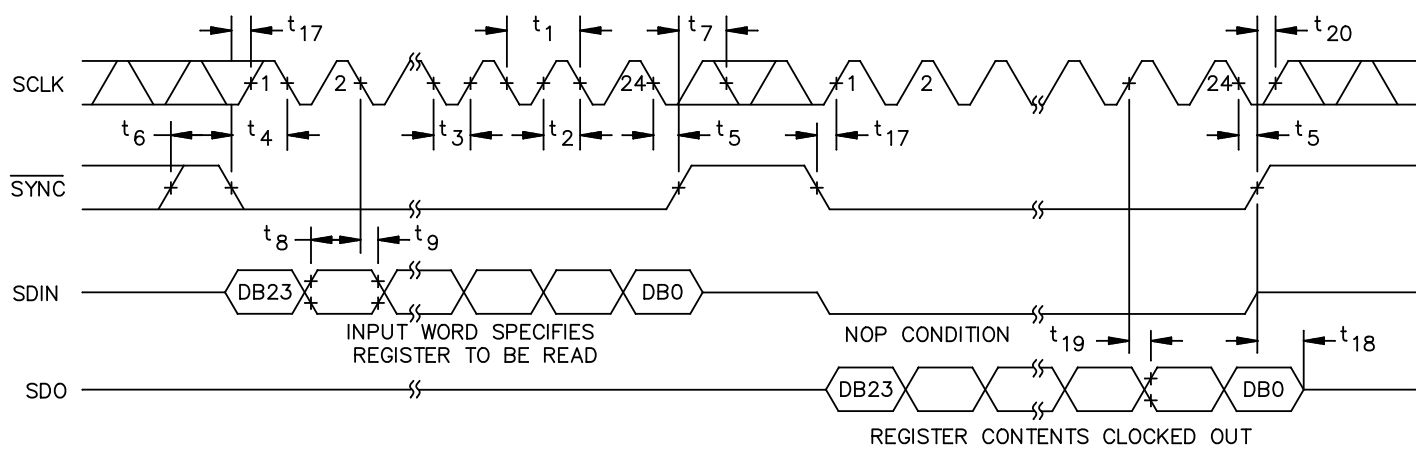 t17 t1 t7 t20
SCLK 1 2 24 1 2 24
t6 t4 t3 t2 t5 t17 t5
SYNC
t8 t9
SDIN DB23 DB0
INPUT WORD SPECIFIES
REGISTER TO BE READ
NOP CONDITION
t19 t18
SDO DB23 DB0
REGISTER CONTENTS CLOCKED OUT